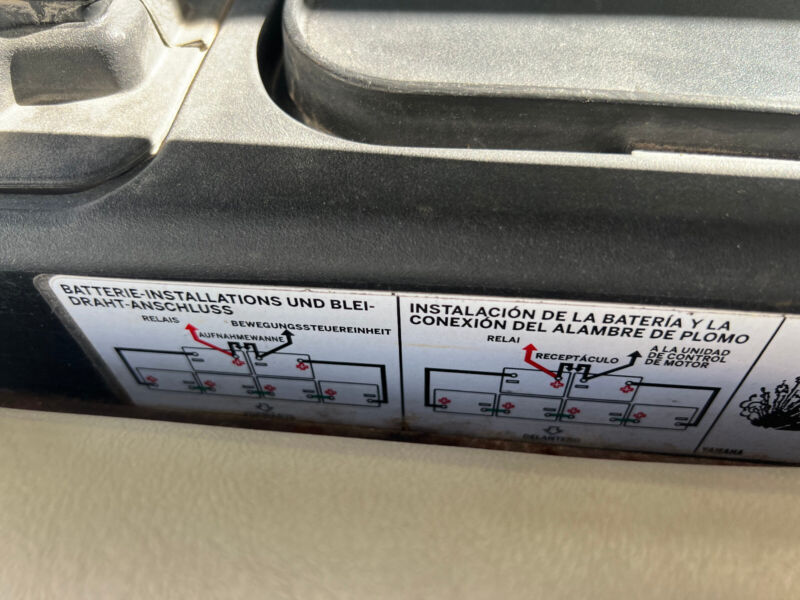 BATTERIE-INSTALLATIONS UND BLEI-
DRAHT-ANSCHLUSS
RELAIS
BEWEGUNGSSTEUEREINHEIT
AUFNAHMEWANNE
INSTALACIÓN DE LA BATERÍA Y LA
CONEXIÓN DEL ALAMBRE DE PLOMO
RELAI
RECEPTÁCULO
A LA UNIDAD
DE CONTROL
DE MOTOR
DELANTERO
YAMAHA